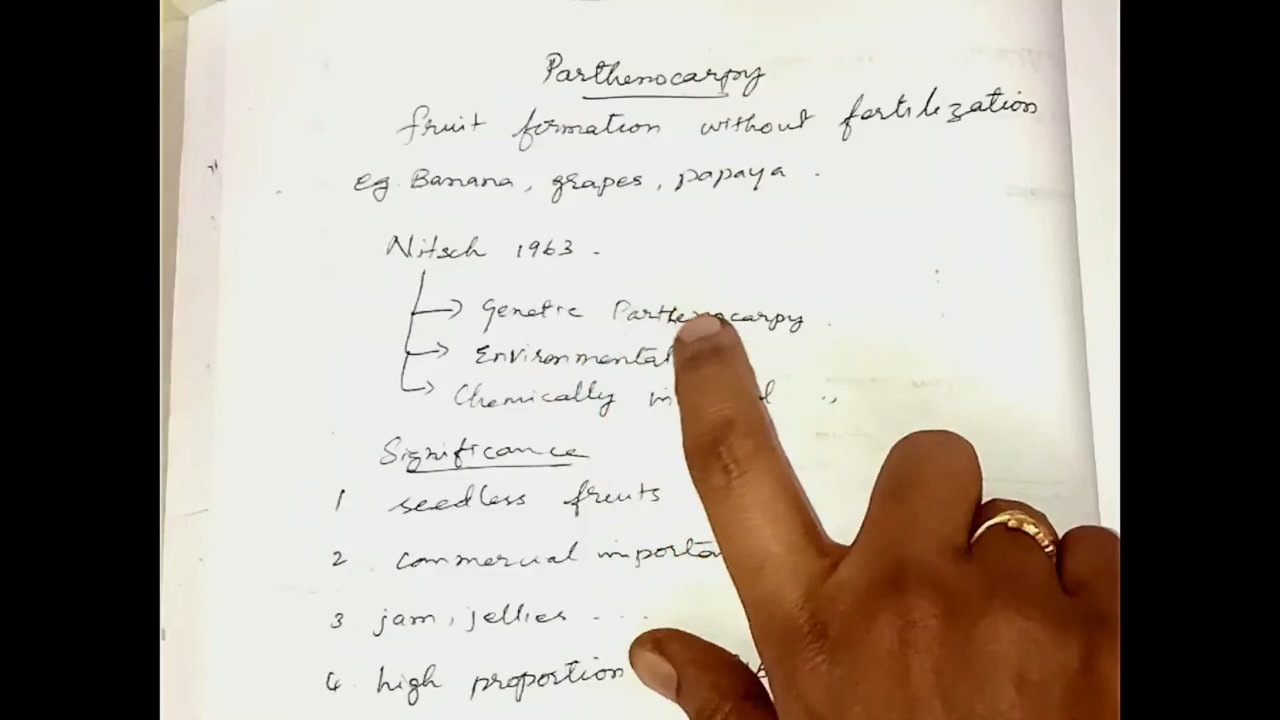 Parthenocarpy
fruit formation without fertilization
eg. Banana, grapes, papaya.
Nitsch 1963.
→ Genetic Parthenocarpy
→ Environmental
→ Chemically
Significance
1 seedless fruits
2 commercial
3 jam, jellies ....
4 high proportion